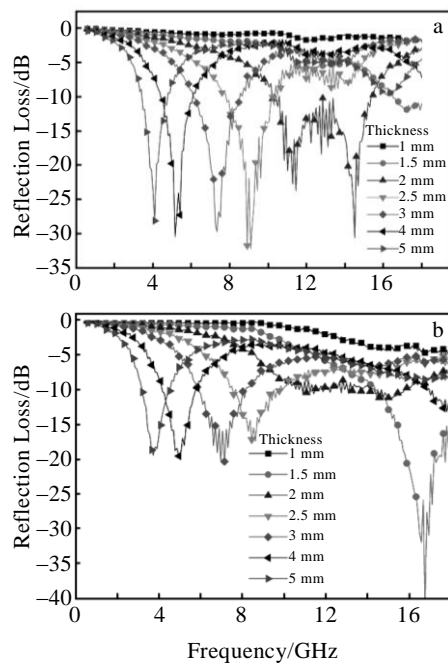 a
0
−5
−10
−15
−20
−25
−30
−35
Reflection Loss/dB
Thickness
1 mm
1.5 mm
2 mm
2.5 mm
3 mm
4 mm
5 mm
0 4 8 12 16
b
0
−5
−10
−15
−20
−25
−30
−35
−40
Reflection Loss/dB
Thickness
1 mm
1.5 mm
2 mm
2.5 mm
3 mm
4 mm
5 mm
0 4 8 12 16
Frequency/GHz